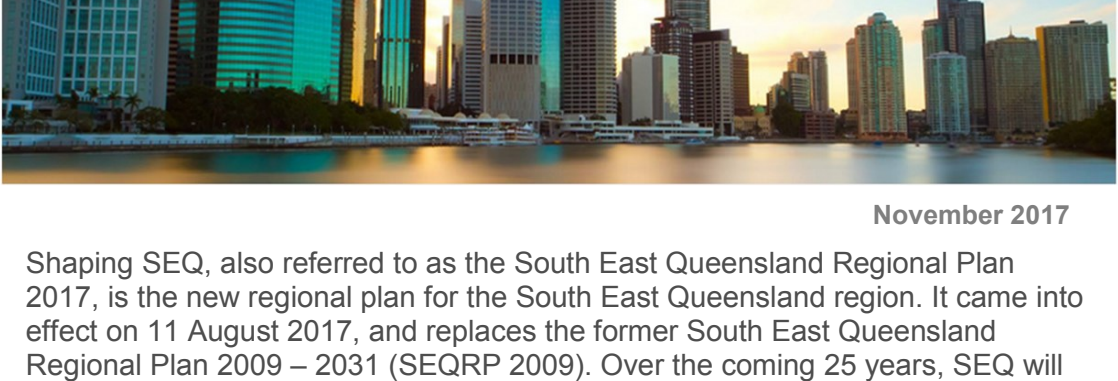 November 2017
Shaping SEQ, also referred to as the South East Queensland Regional Plan
2017, is the new regional plan for the South East Queensland region. It came into
effect on 11 August 2017, and replaces the former South East Queensland
Regional Plan 2009 – 2031 (SEQRP 2009). Over the coming 25 years, SEQ will